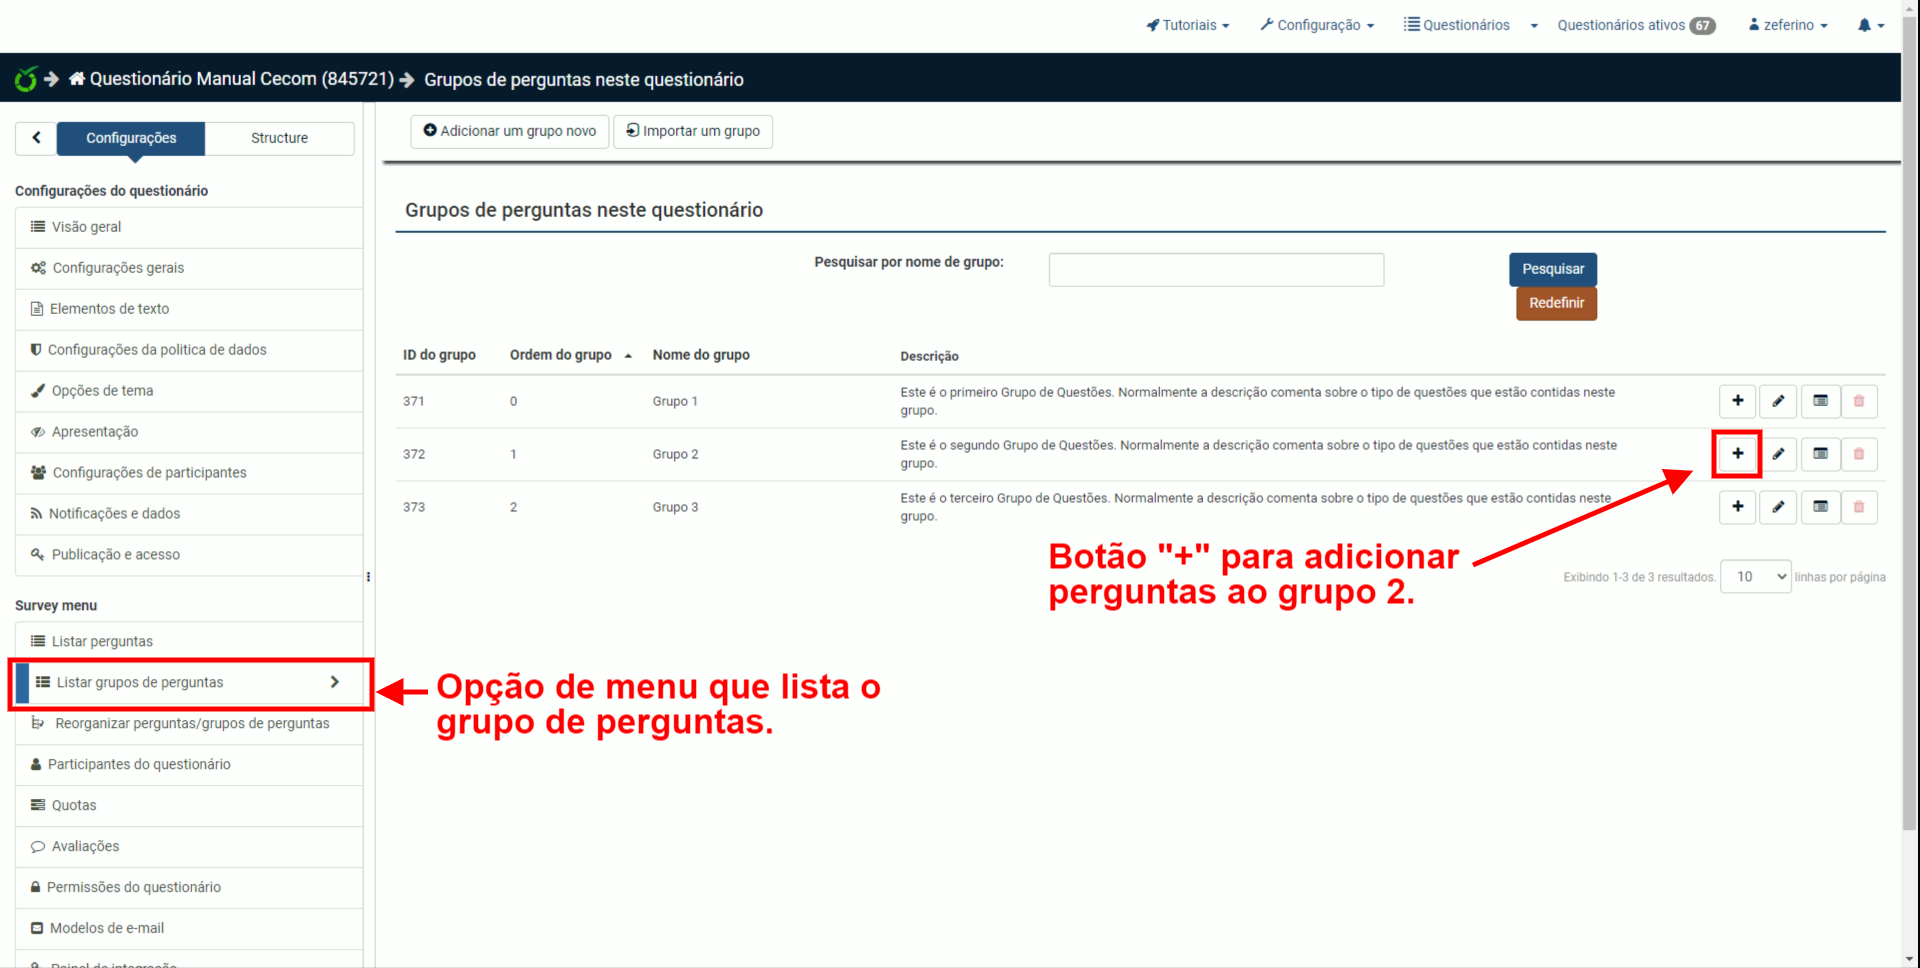 Tutoriais
Configuração
Questionários
Questionários ativos 67
zeferino
Questionário Manual Cecom (845721)
Grupos de perguntas neste questionário
Configurações
Structure
Adicionar um grupo novo
Importar um grupo
Configurações do questionário
Visão geral
Configurações gerais
Elementos de texto
Configurações da politica de dados
Opções de tema
Apresentação
Configurações de participantes
Notificações e dados
Publicação e acesso
Survey menu
Listar perguntas
Listar grupos de perguntas
Reorganizar perguntas/grupos de perguntas
Participantes do questionário
Quotas
Avaliações
Permissões do questionário
Modelos de e-mail
Painel de integração
Grupos de perguntas neste questionário
Pesquisar por nome de grupo:
Pesquisar
Redefinir
ID do grupo Ordem do grupo Nome do grupo Descrição
371 0 Grupo 1 Este é o primeiro Grupo de Questões. Normalmente a descrição comenta sobre o tipo de questões que estão contidas neste
grupo.
372 1 Grupo 2 Este é o segundo Grupo de Questões. Normalmente a descrição comenta sobre o tipo de questões que estão contidas neste
grupo.
373 2 Grupo 3 Este é o terceiro Grupo de Questões. Normalmente a descrição comenta sobre o tipo de questões que estão contidas neste
grupo.
Botão "+" para adicionar
perguntas ao grupo 2.
Exibindo 1-3 de 3 resultados. 10 linhas por página
Opção de menu que lista o
grupo de perguntas.